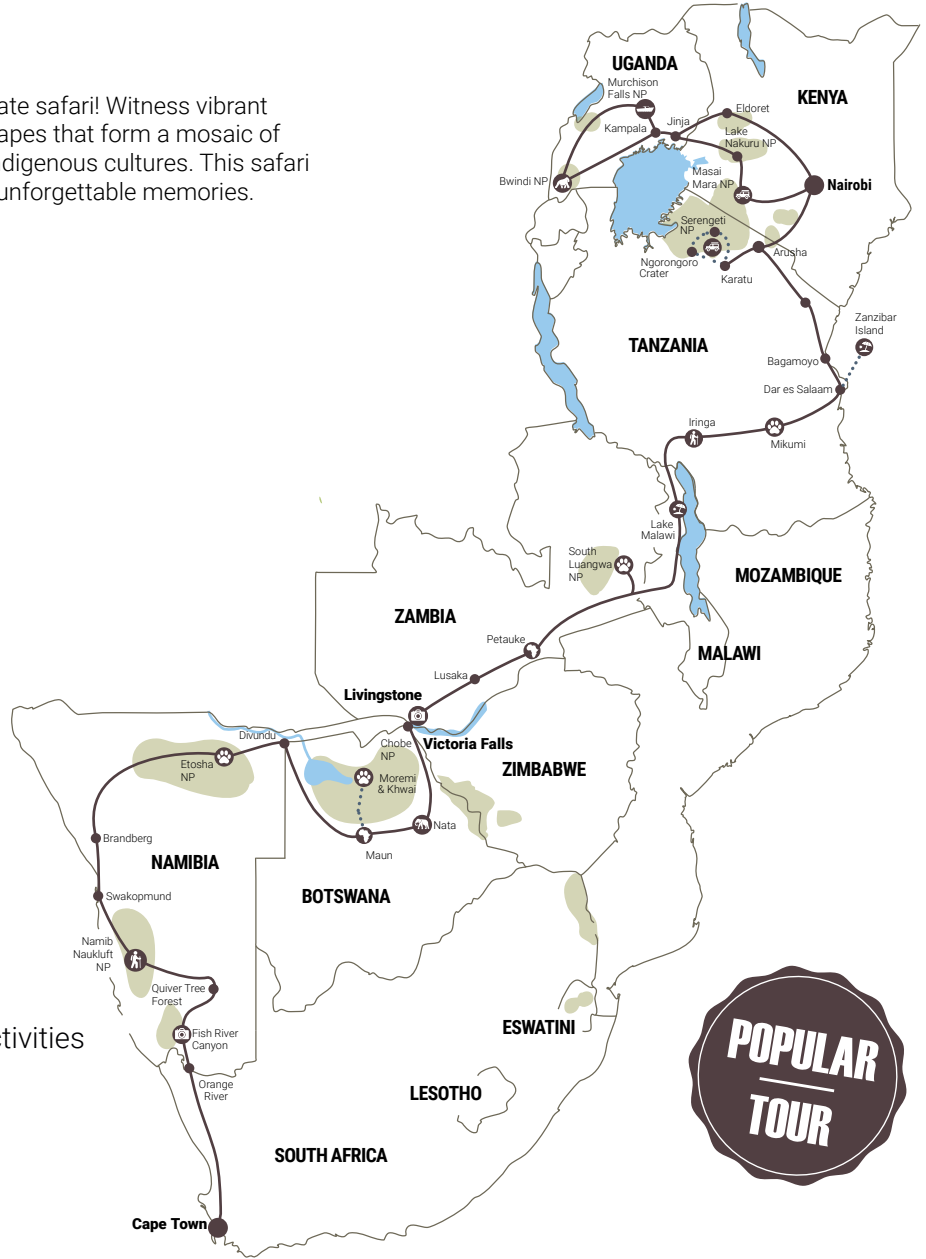 ate safari! Witness vibrant
apes that form a mosaic of
digenous cultures. This safari
unforgettable memories.
UGANDA
Murchison
Falls NP
KENYA
Eldoret
Jinja
Kampala
Lake
Nakuru NP
Masai
Mara NP
Bwindi NP
Nairobi
Serengeti
NP
Arusha
Ngorongoro
Crater
Karatu
TANZANIA
Zanzibar
Island
Bagamoyo
Dar es Salaam
Iringa
Mikumi
Lake
Malawi
South
Luangwa
NP
MOZAMBIQUE
ZAMBIA
Petauke
MALAWI
Lusaka
Livingstone
Divundu
Chobe
NP
Victoria Falls
Etosha
NP
Moremi
& Khwai
ZIMBABWE
Nata
Brandberg
Maun
NAMIBIA
BOTSWANA
Swakopmund
Namib
Naukluft
NP
Quiver Tree
Forest
ctivities
Fish River
Canyon
ESWATINI
POPULAR
TOUR
Orange
River
LESOTHO
SOUTH AFRICA
Cape Town